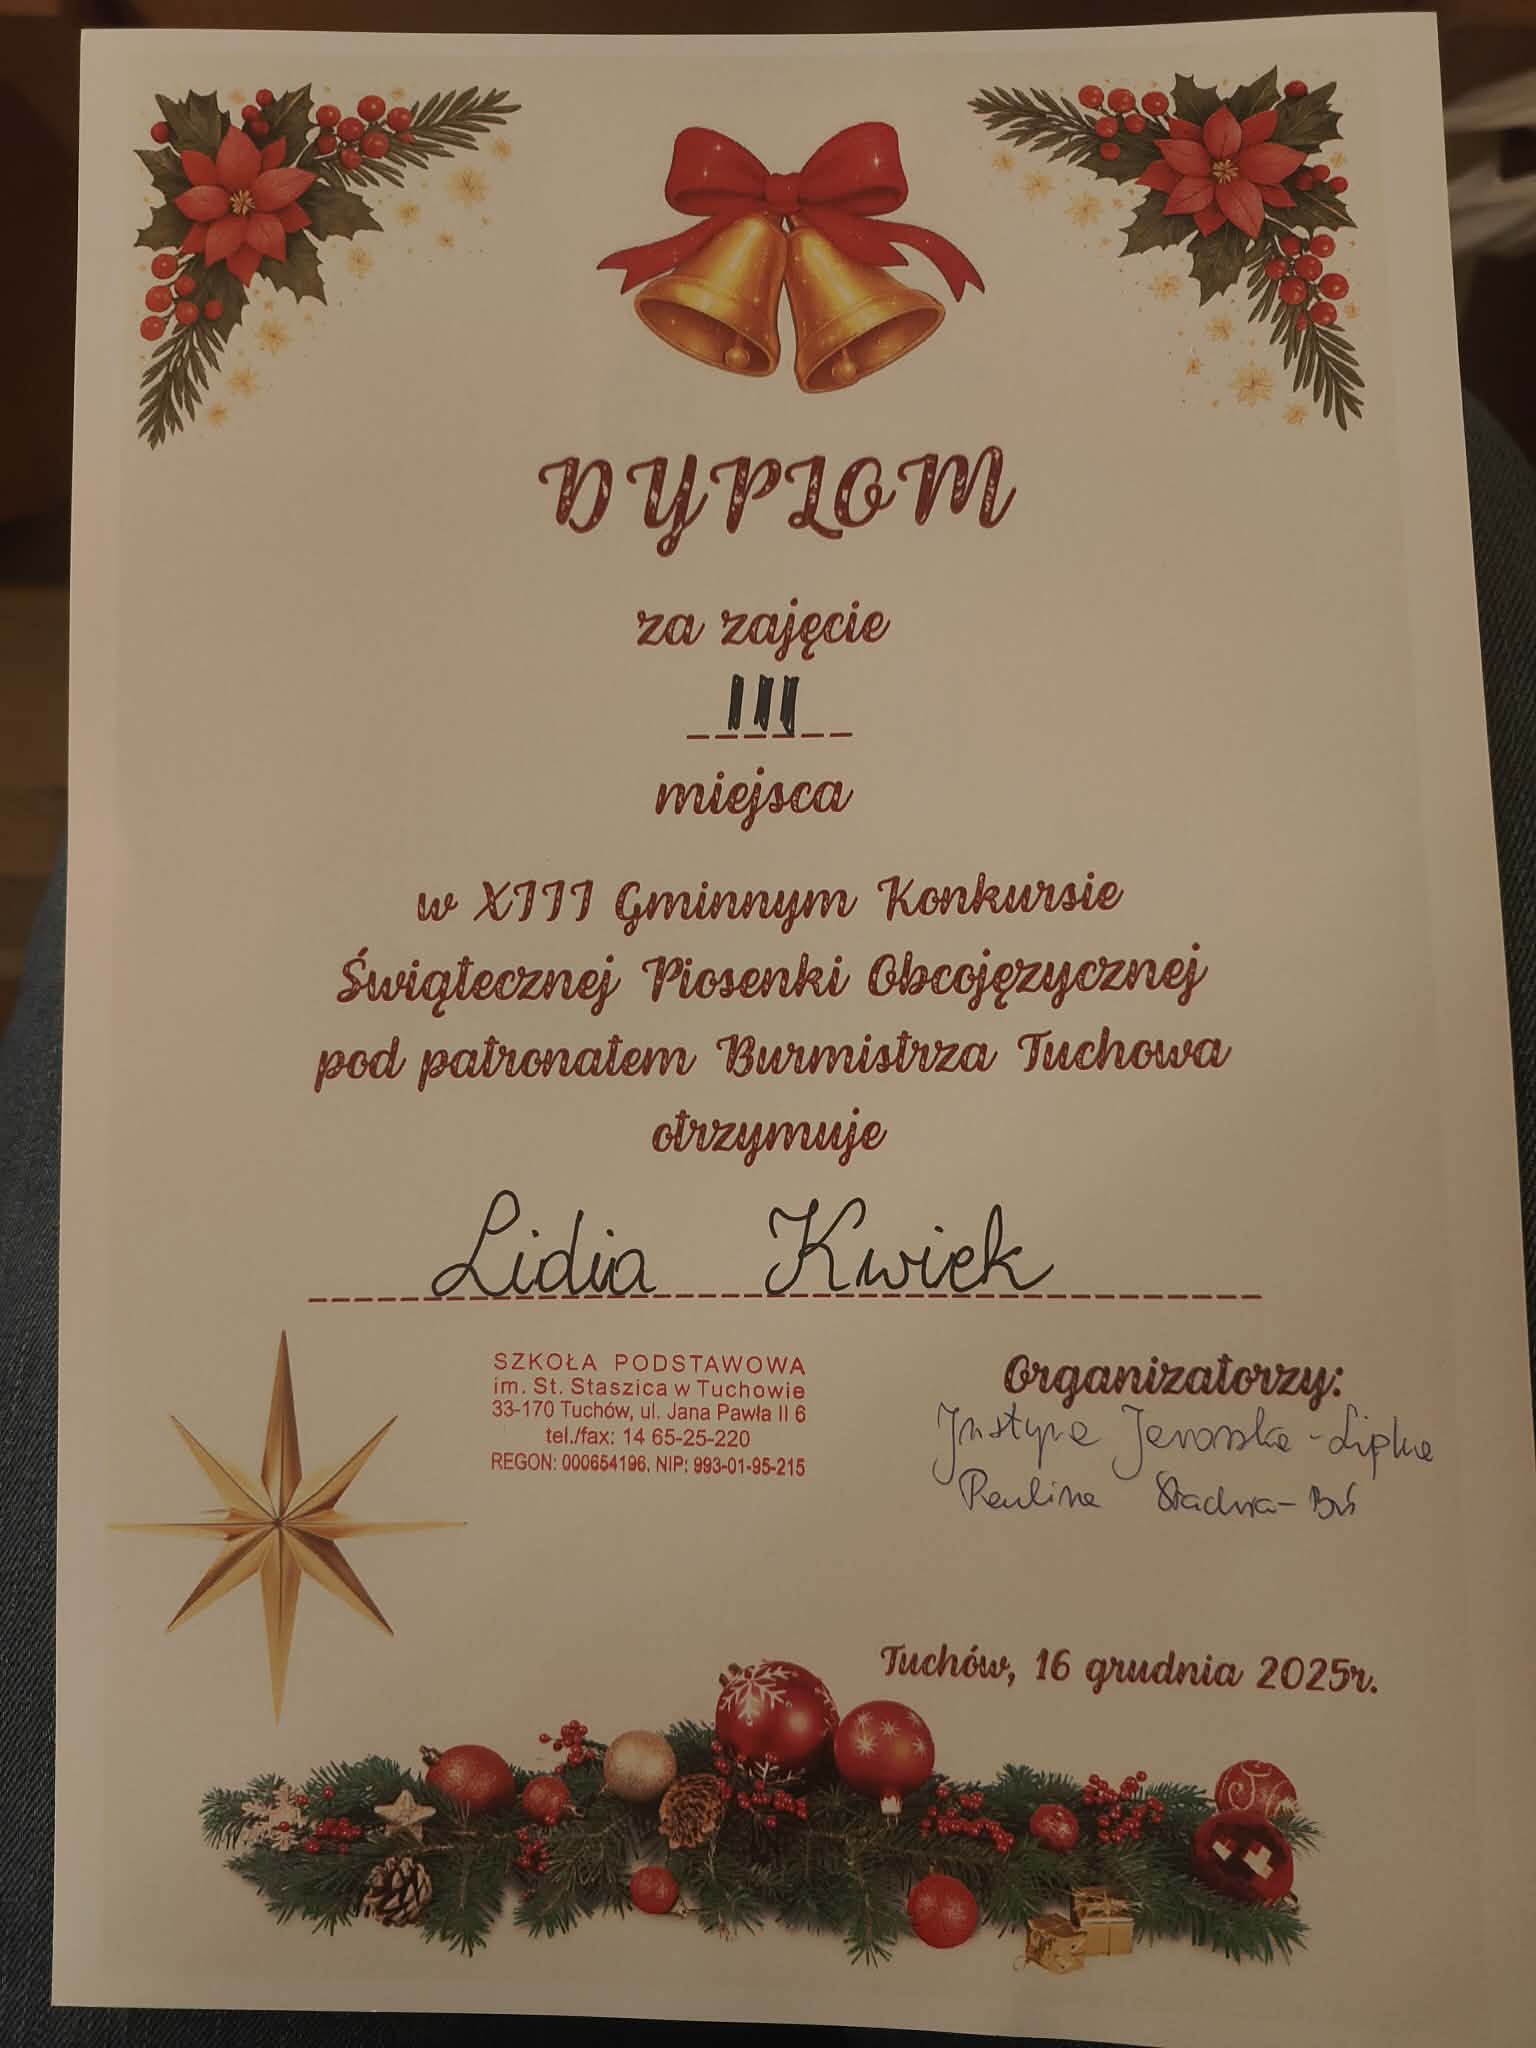 DYPLOM
za zajęcie
III
miejsca
w XIII Gminnym Konkursie
Świątecznej Piosenki Obcojęzycznej
pod patronatem Burmistrza Tuchowa
otrzymuje
Lidia Kwiek
SZKOŁA PODSTAWOWA
im. St. Staszica w Tuchowie
33-170 Tuchów, ul. Jana Pawła II 6
tel./fax: 14 65-25-220
REGON: 000654196, NIP: 993-01-95-215
Organizatorzy:
Justyna
Paulina
Tuchów, 16 grudnia 2025r.